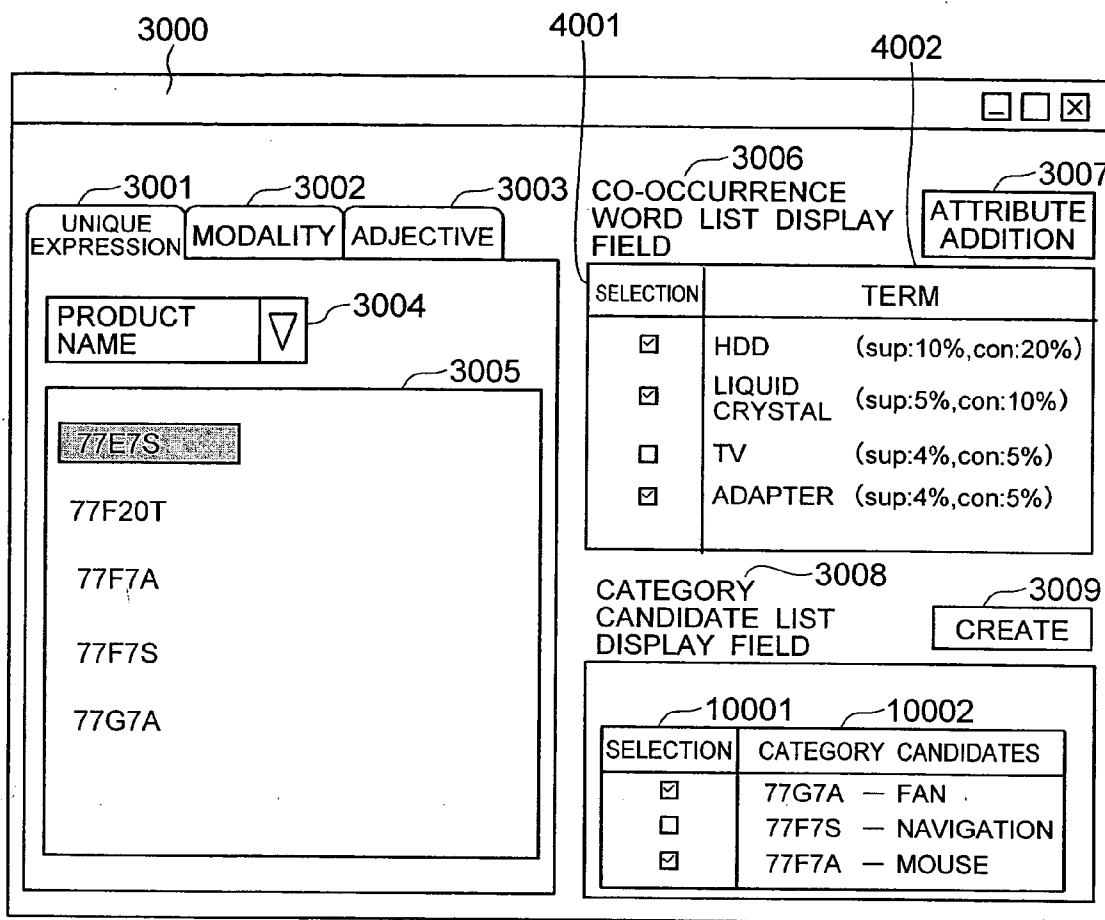 3000
4001
4002
3001
3002
3003
3006
3007
UNIQUE
EXPRESSION
MODALITY
ADJECTIVE
CO-OCCURRENCE
WORD LIST DISPLAY
FIELD
ATTRIBUTE
ADDITION
PRODUCT
NAME
3004
3005
77E7S
77F20T
77F7A
77F7S
77G7A
SELECTION TERM
HDD (sup:10%,con:20%)
LIQUID
CRYSTAL (sup:5%,con:10%)
TV (sup:4%,con:5%)
ADAPTER (sup:4%,con:5%)
3008
3009
CATEGORY
CANDIDATE LIST
DISPLAY FIELD
CREATE
10001
10002
SELECTION CATEGORY CANDIDATES
77G7A — FAN
77F7S — NAVIGATION
77F7A — MOUSE